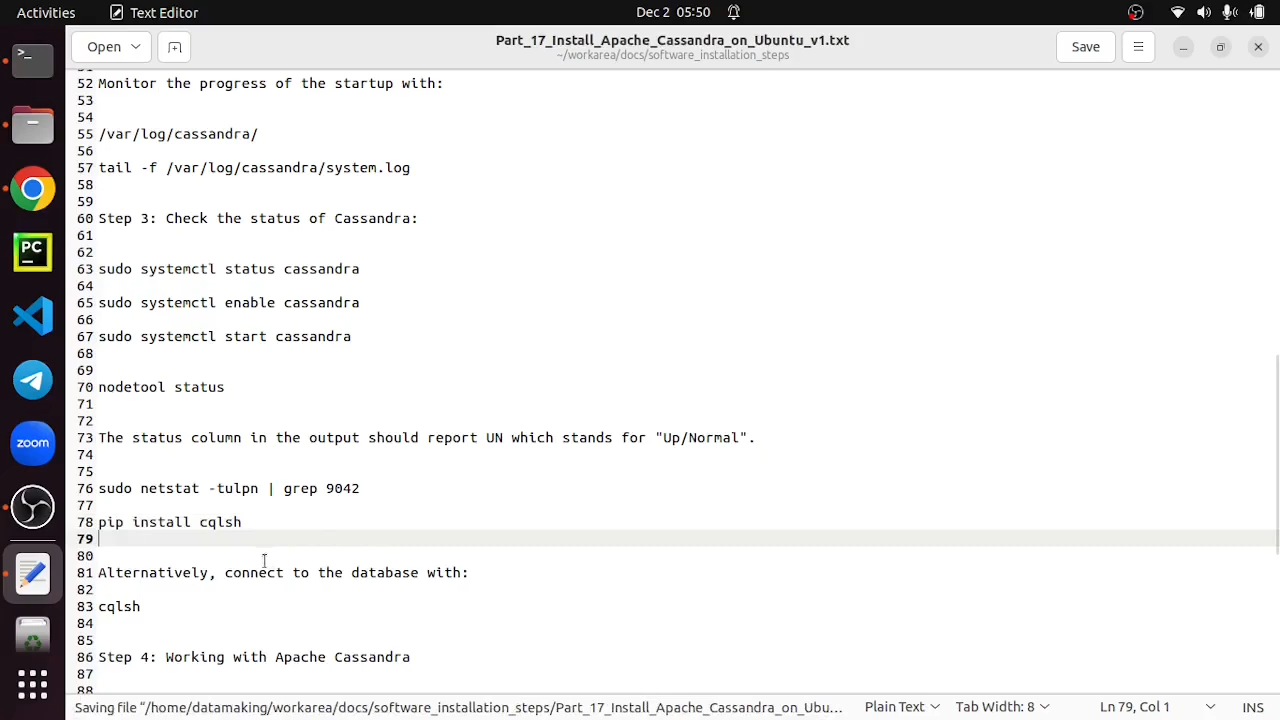 Activities
Text Editor
Dec 2 05:50
Open
Part_17_Install_Apache_Cassandra_on_Ubuntu_v1.txt
~/workarea/docs/software_installation_steps
Save
52 Monitor the progress of the startup with:
53
54
55 /var/log/cassandra/
56
57 tail -f /var/log/cassandra/system.log
58
59
60 Step 3: Check the status of Cassandra:
61
62
63 sudo systemctl status cassandra
64
65 sudo systemctl enable cassandra
66
67 sudo systemctl start cassandra
68
69
70 nodetool status
71
72
73 The status column in the output should report UN which stands for "Up/Normal".
74
75
76 sudo netstat -tulpn | grep 9042
77
78 pip install cqlsh
79
80
81 Alternatively, connect to the database with:
82
83 cqlsh
84
85
86 Step 4: Working with Apache Cassandra
87
88
PC
zoom
Saving file “/home/datamaking/workarea/docs/software_installation_steps/Part_17_Install_Apache_Cassandra_on_Ubu...
Plain Text
Tab Width: 8
Ln 79, Col 1
INS